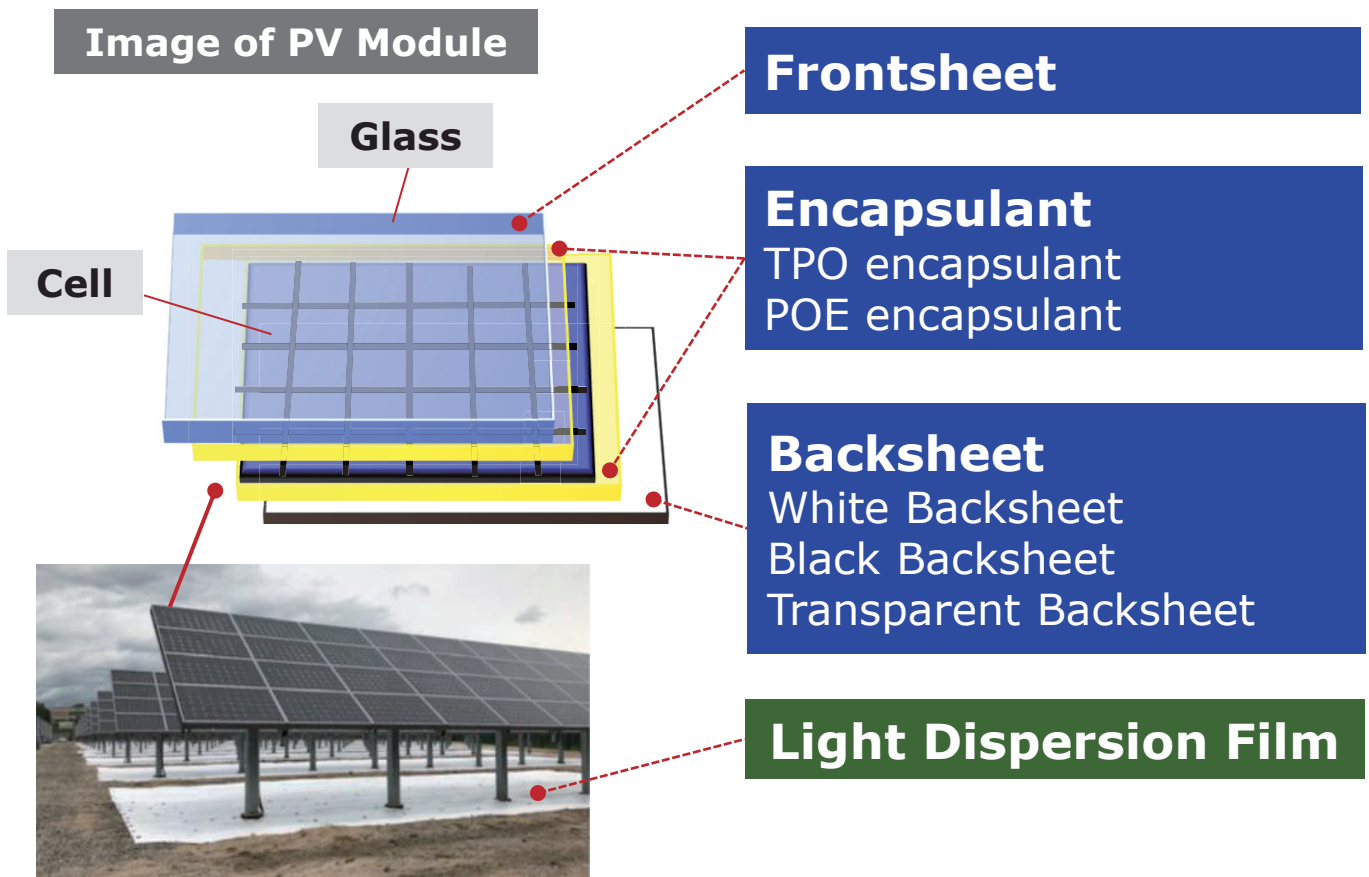 Image of PV Module
Glass
Cell
Frontsheet
Encapsulant
TPO encapsulant
POE encapsulant
Backsheet
White Backsheet
Black Backsheet
Transparent Backsheet
Light Dispersion Film